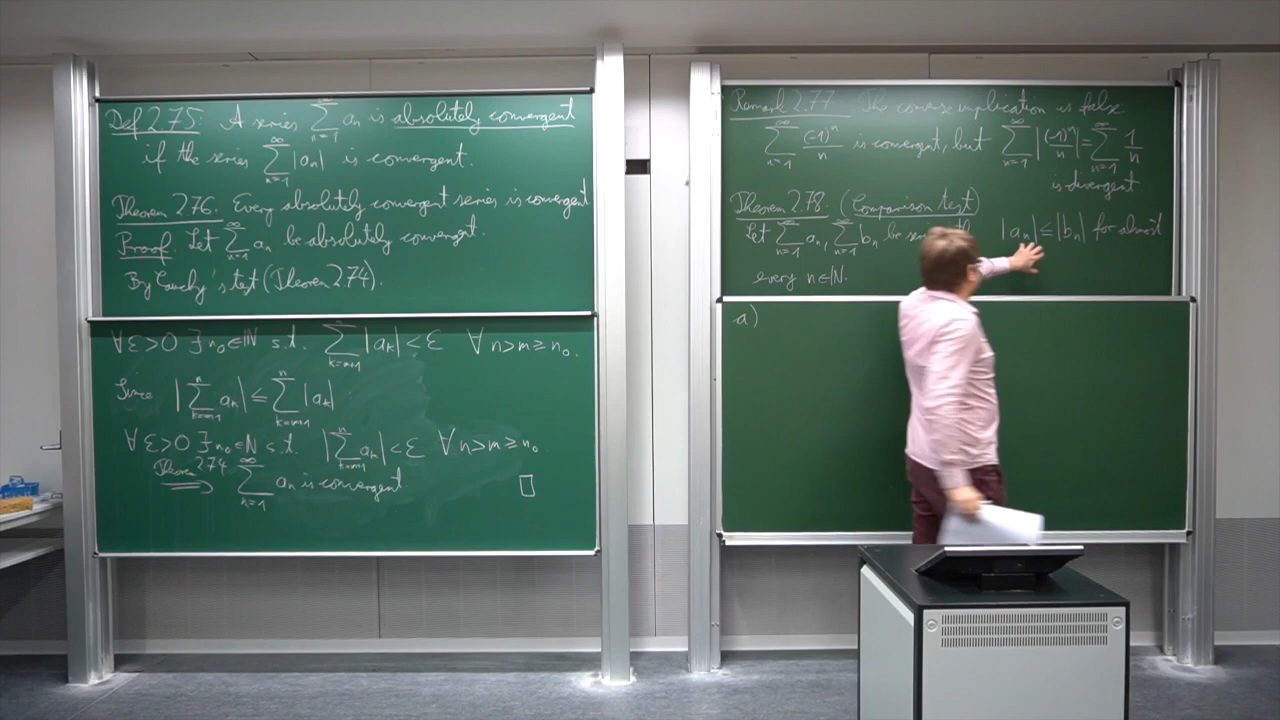 Def 2.75: A series ∑_{n=1}^∞ a_n is absolutely convergent
if the series ∑_{n=1}^∞ |a_n| is convergent.
Theorem 2.76. Every absolutely convergent series is convergent.
Proof. Let ∑_{n=1}^∞ a_n be absolutely convergent.
By Cauchy's test (Theorem 2.74).
∀ε>0 ∃n_0∈ℕ s.t. ∑_{k=m+1}^n |a_k| < ε ∀ n>m≥n_0.
Since |∑_{k=m+1}^n a_k| ≤ ∑_{k=m+1}^n |a_k|
∀ε>0 ∃n_0∈ℕ s.t. |∑_{k=m+1}^n a_k| < ε ∀ n>m≥n_0
Theorem 2.74 ⟹ ∑_{n=1}^∞ a_n is convergent. □
Remark 2.77 The converse implication is false:
∑_{n=1}^∞ (-1)^n/n is convergent, but ∑_{n=1}^∞ |(-1)^n/n| = ∑_{n=1}^∞ 1/n
is divergent
Theorem 2.78. (Comparison test)
Let ∑_{n=1}^∞ a_n, ∑_{n=1}^∞ b_n be |a_n| ≤ |b_n| for almost
every n∈ℕ.
a)